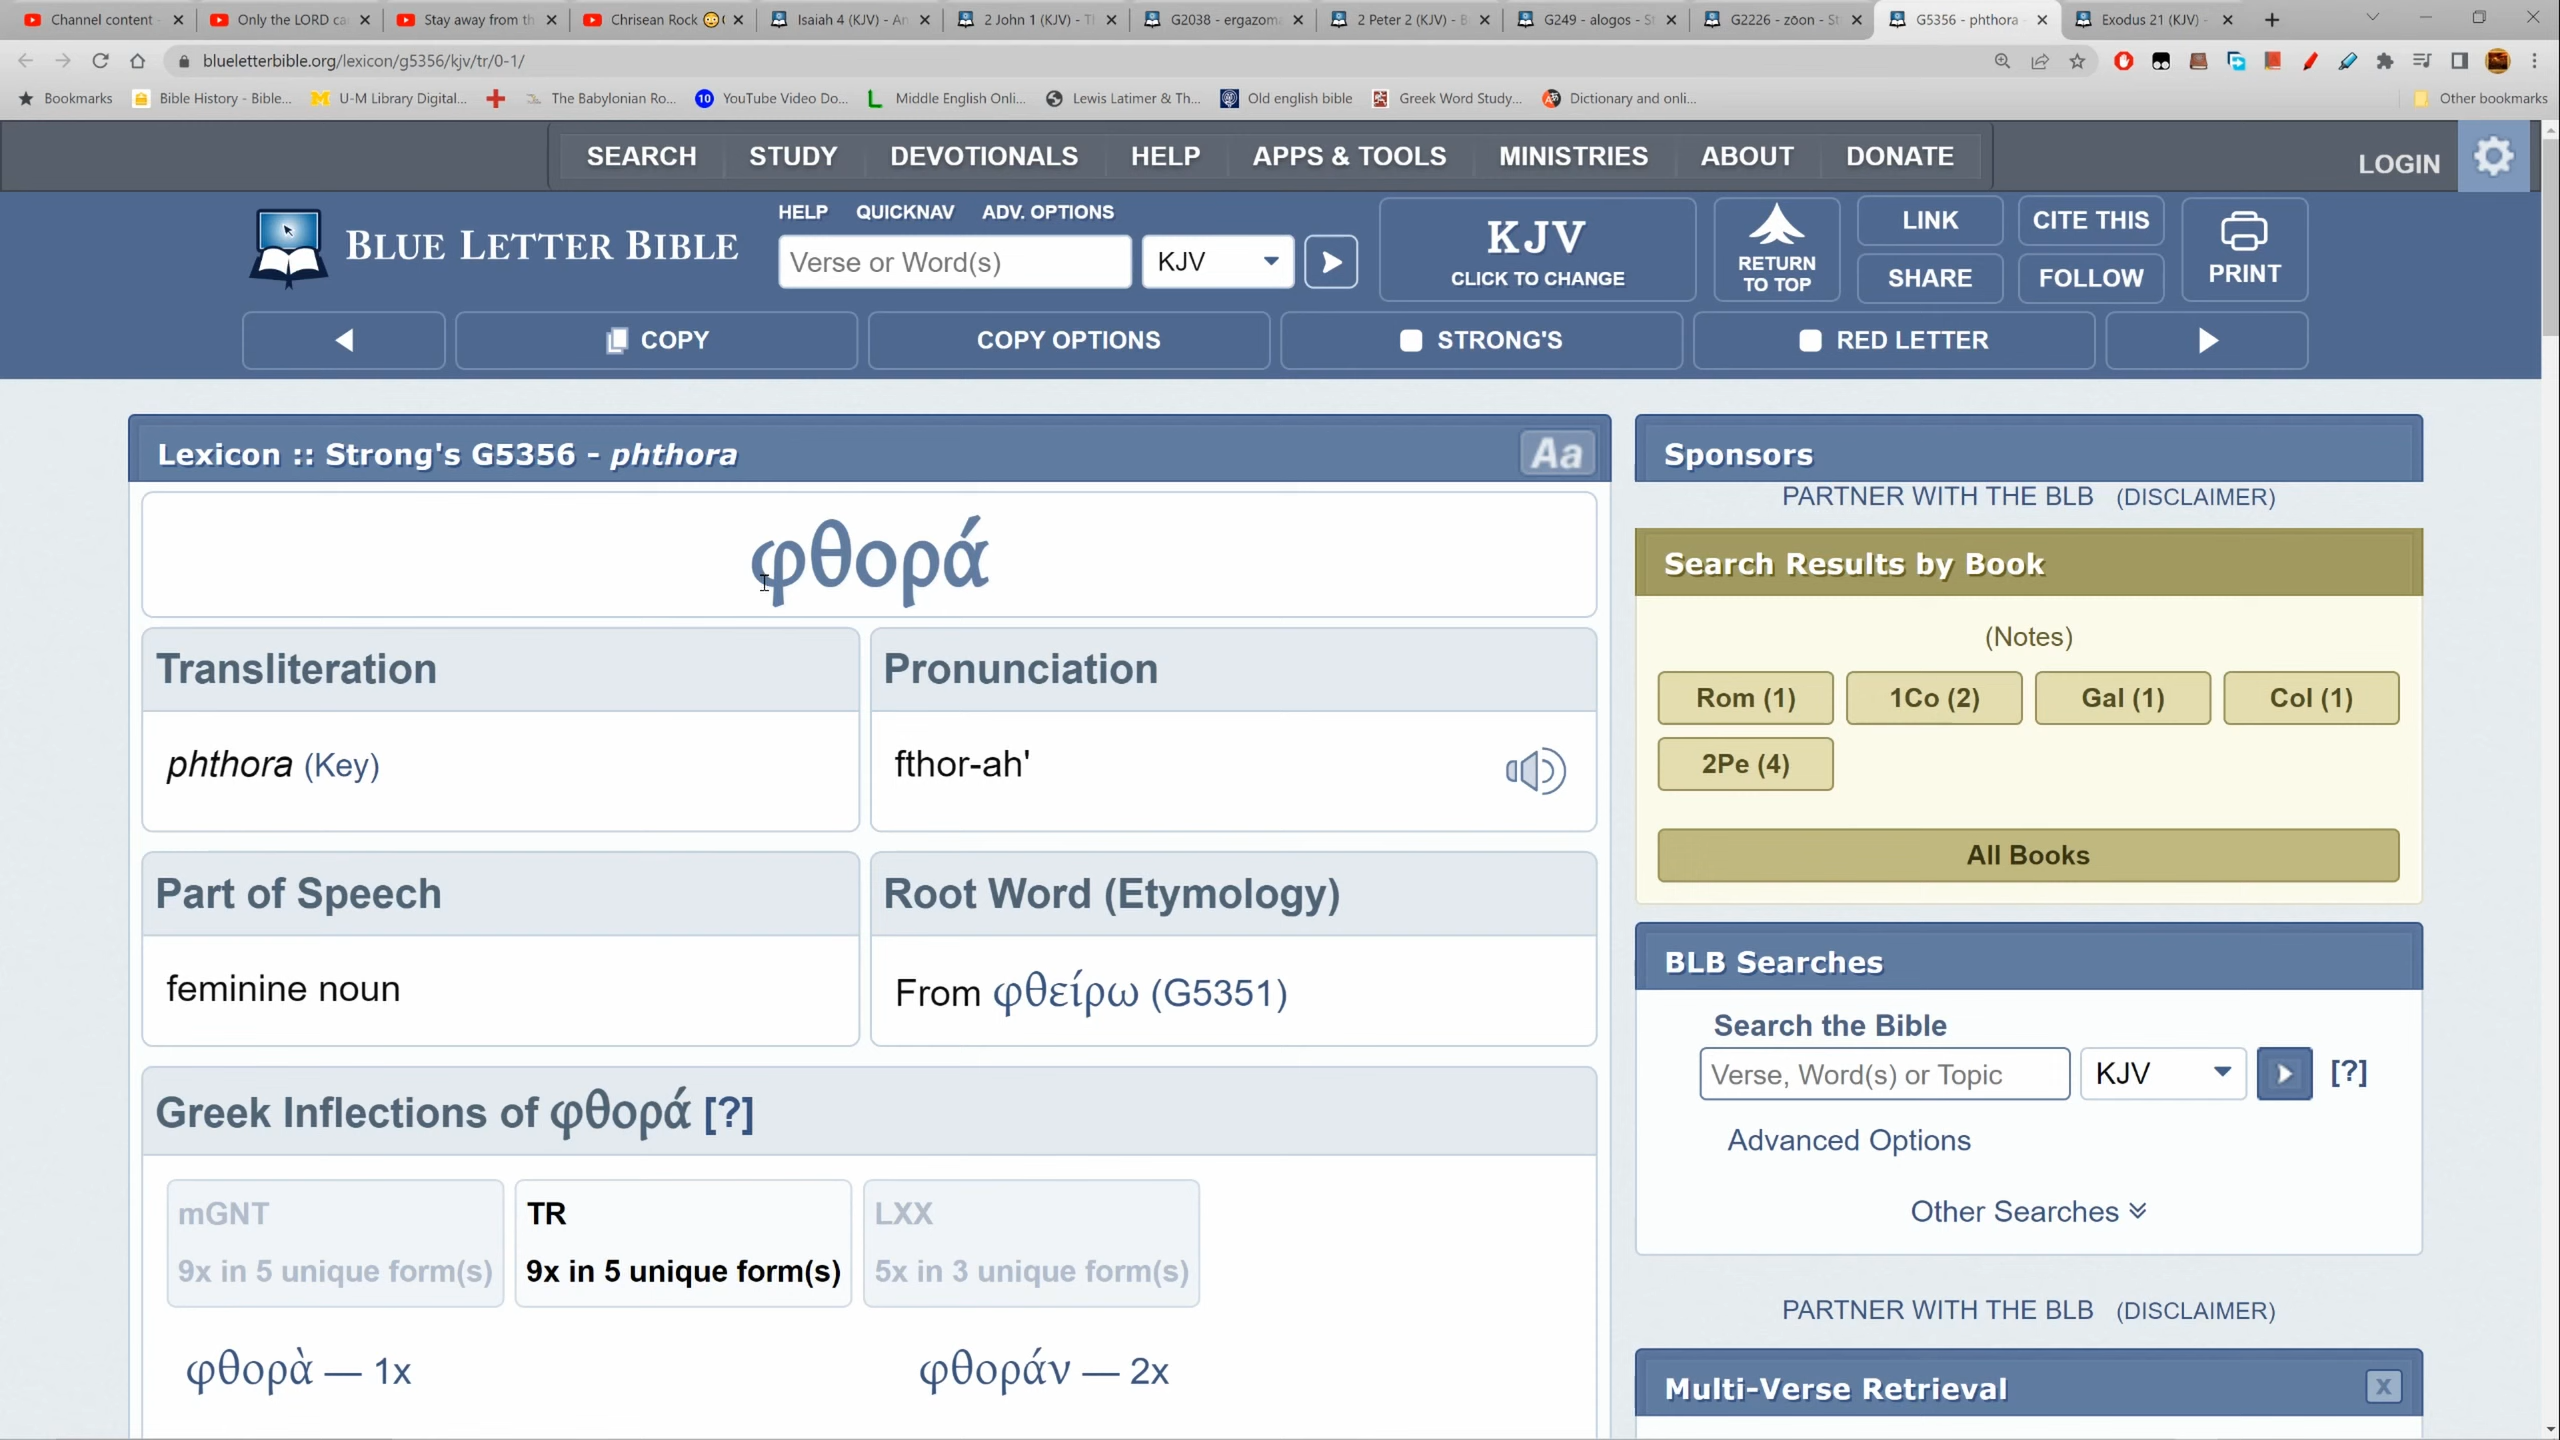 Channel content
Only the LORD ca
Stay away from th
Chrisean Rock
Isaiah 4 (KJV) - An
2 John 1 (KJV) - T
G2038 - ergazom
2 Peter 2 (KJV) - B
G249 - alogos - S
G2226 - zōon - St
G5356 - phthora
Exodus 21 (KJV) -
blueletterbible.org/lexicon/g5356/kjv/tr/0-1/
Bookmarks
Bible History - Bible...
U-M Library Digital...
The Babylonian Ro...
10 YouTube Video Do...
Middle English Onli...
Lewis Latimer & Th...
Old english bible
Greek Word Study...
Dictionary and onli...
Other bookmarks
SEARCH STUDY DEVOTIONALS HELP APPS & TOOLS MINISTRIES ABOUT DONATE
LOGIN
BLUE LETTER BIBLE
HELP QUICKNAV ADV. OPTIONS
Verse or Word(s)
KJV
KJV
CLICK TO CHANGE
RETURN
TO TOP
LINK
CITE THIS
SHARE
FOLLOW
PRINT
COPY
COPY OPTIONS
STRONG'S
RED LETTER
Lexicon :: Strong's G5356 - phthora
Aa
φθορά
Transliteration
phthora (Key)
Pronunciation
fthor-ah'
Part of Speech
feminine noun
Root Word (Etymology)
From φθείρω (G5351)
Greek Inflections of φθορά [?]
mGNT
9x in 5 unique form(s)
TR
9x in 5 unique form(s)
LXX
5x in 3 unique form(s)
φθορὰ — 1x
φθοράν — 2x
Sponsors
PARTNER WITH THE BLB (DISCLAIMER)
Search Results by Book
(Notes)
Rom (1)
1Co (2)
Gal (1)
Col (1)
2Pe (4)
All Books
BLB Searches
Search the Bible
Verse, Word(s) or Topic
KJV
[?]
Advanced Options
Other Searches
PARTNER WITH THE BLB (DISCLAIMER)
Multi-Verse Retrieval
x